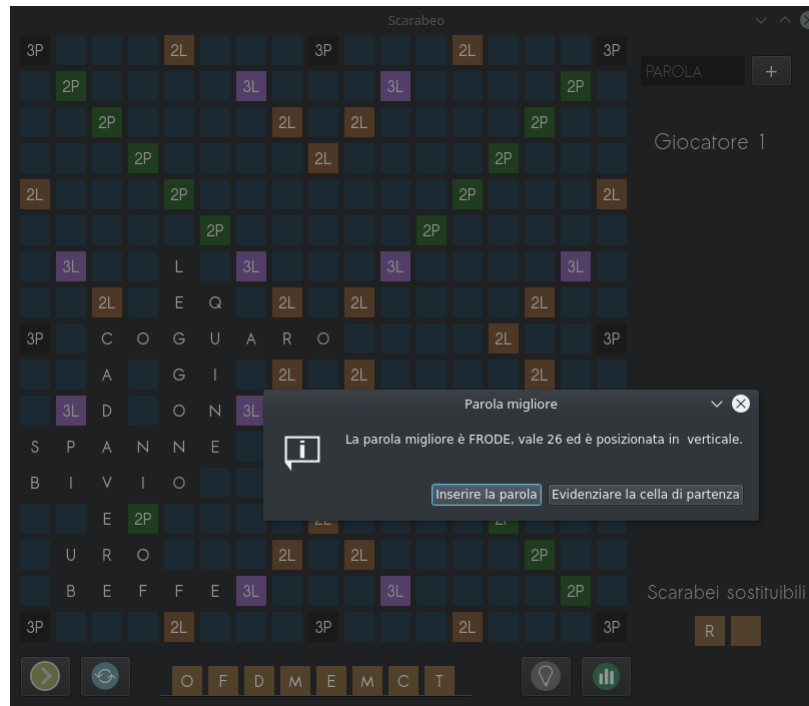 Scarabeo
3P 2L 3P 2L 3P
2P 3L 3L 2P
PAROLA +
2P 2L 2L 2P
Giocatore 1
2P 2L 2P
2L 2P 2P 2L
2P 2P
3L L 3L 3L 3L
2L E Q 2L 2L 2L
3P C O G U A R O 2L 3P
A G I 2L 2L 2L
3L D O N 3L
Parola migliore
S P A N N E
La parola migliore è FRODE, vale 26 ed è posizionata in verticale.
B I V I O
Inserire la parola Evidenziare la cella di partenza
E 2P 2L 2P
U R O 2L 2L 2P
B E F F E 3L 3L 2P
Scarabei sostituibili
3P 2L 3P 2L 3P
R
O F D M E M C T